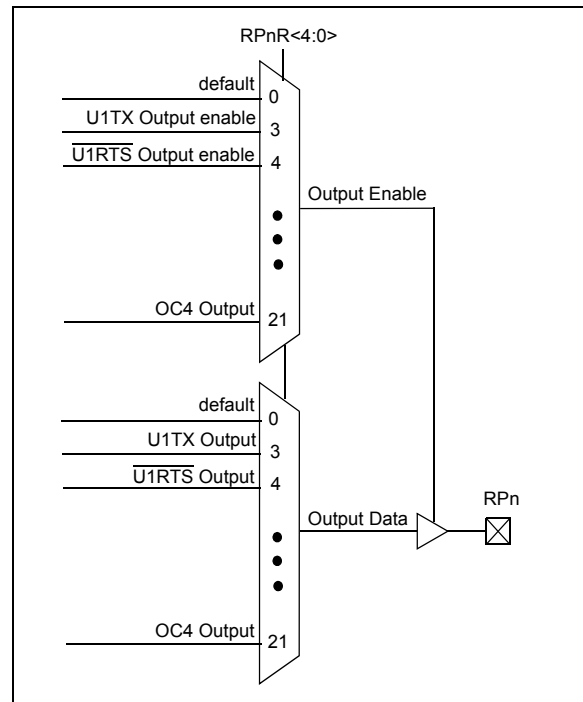 RPnR<4:0>
default
0
U1TX Output enable
3
U1RTS Output enable
4
Output Enable
OC4 Output
21
default
0
U1TX Output
3
U1RTS Output
4
RPn
Output Data
OC4 Output
21